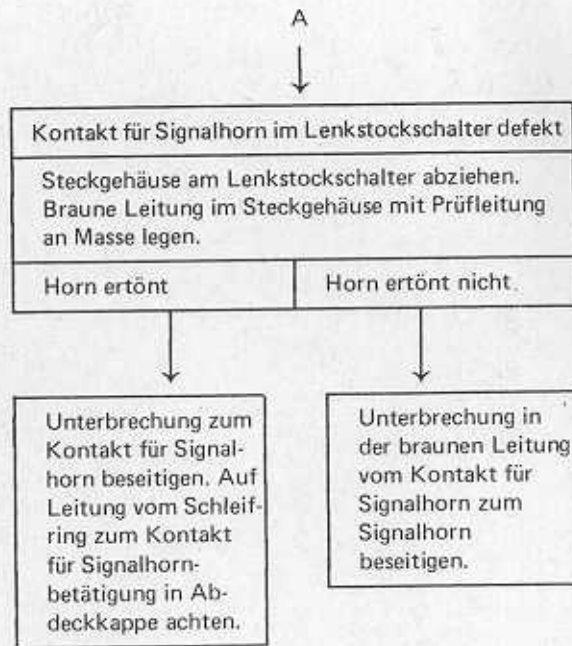 A
Kontakt für Signalhorn im Lenkstockschalter defekt
Steckgehäuse am Lenkstockschalter abziehen.
Braune Leitung im Steckgehäuse mit Prüfleitung
an Masse legen.
Horn ertönt
Horn ertönt nicht
Unterbrechung zum
Kontakt für Signal-
horn beseitigen. Auf
Leitung vom Schleif-
ring zum Kontakt
für Signalhorn-
betätigung in Ab-
deckkappe achten.
Unterbrechung in
der braunen Leitung
vom Kontakt für
Signalhorn zum
Signalhorn
beseitigen.